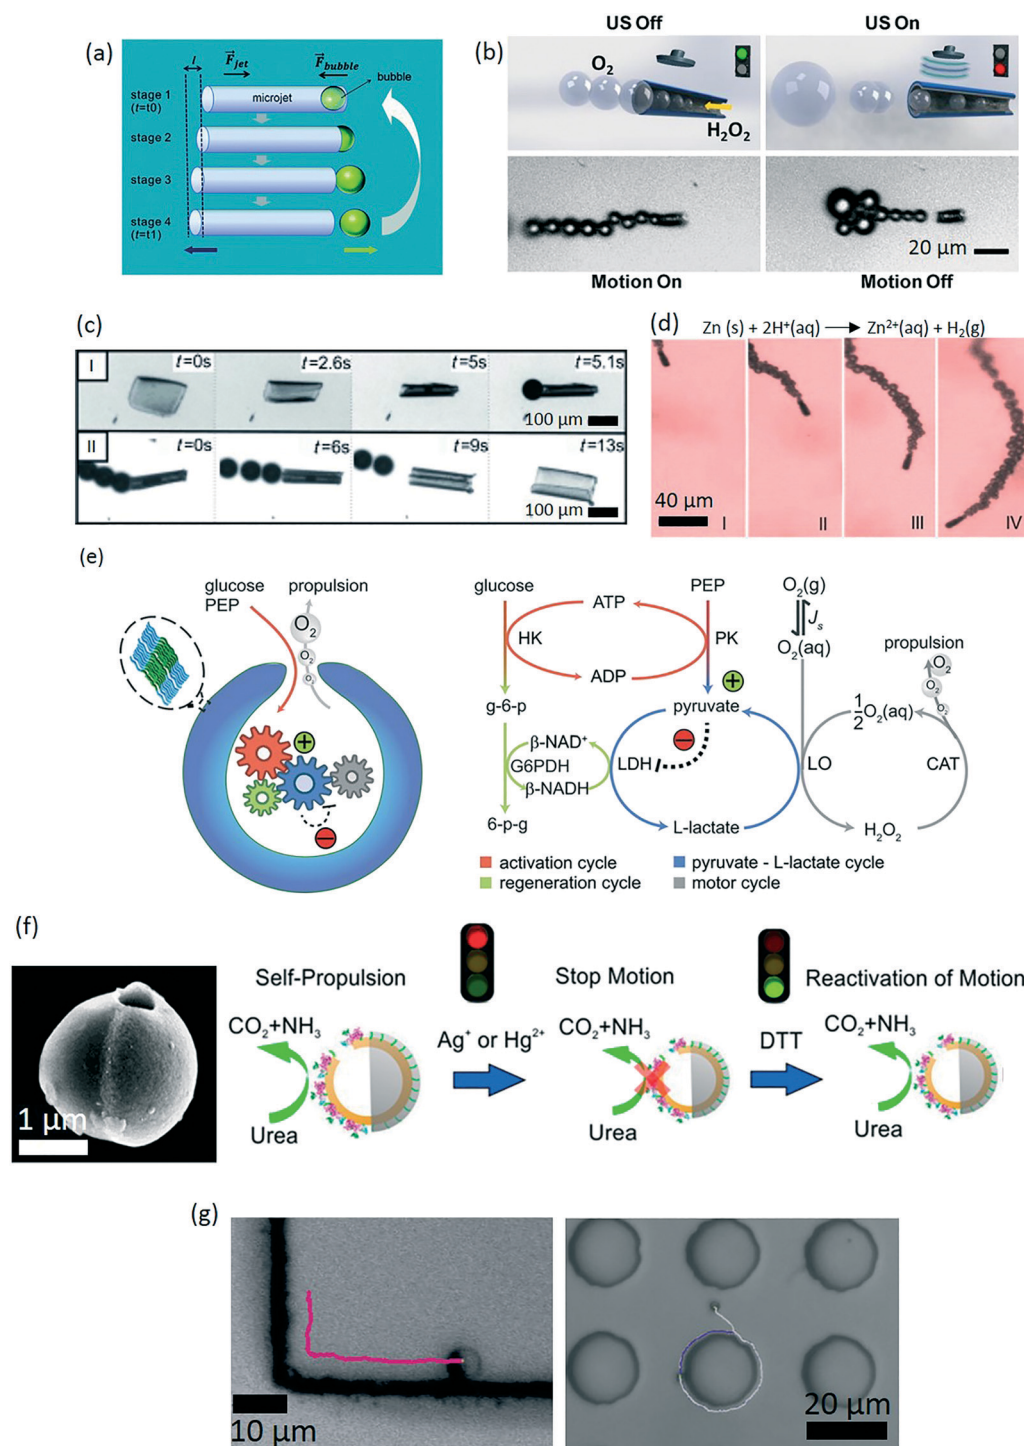 (a)
F⃗jet
F⃗bubble
l
bubble
stage 1
(t=t0)
microjet
stage 2
stage 3
stage 4
(t=t1)
(b)
US Off
US On
O₂
H₂O₂
20 µm
Motion On
Motion Off
(c)
I
t=0s
t=2.6s
t=5s
t=5.1s
100 µm
II
t=0s
t=6s
t=9s
t=13s
100 µm
(d)
Zn (s) + 2H⁺(aq) → Zn²⁺(aq) + H₂(g)
40 µm
I
II
III
IV
(e)
glucose
PEP
propulsion
O₂
O₂
O₂
+
−
glucose
PEP
O₂(g)
ATP
Js
HK
PK
O₂(aq)
propulsion
ADP
+
O₂
O₂
O₂
g-6-p
pyruvate
½O₂(aq)
−
β-NAD⁺
G6PDH
LDH
LO
CAT
β-NADH
6-p-g
L-lactate
H₂O₂
activation cycle
pyruvate - L-lactate cycle
regeneration cycle
motor cycle
(f)
1 µm
Self-Propulsion
Stop Motion
Reactivation of Motion
CO₂+NH₃
Ag⁺ or Hg²⁺
CO₂+NH₃
DTT
CO₂+NH₃
Urea
Urea
Urea
(g)
10 µm
20 µm